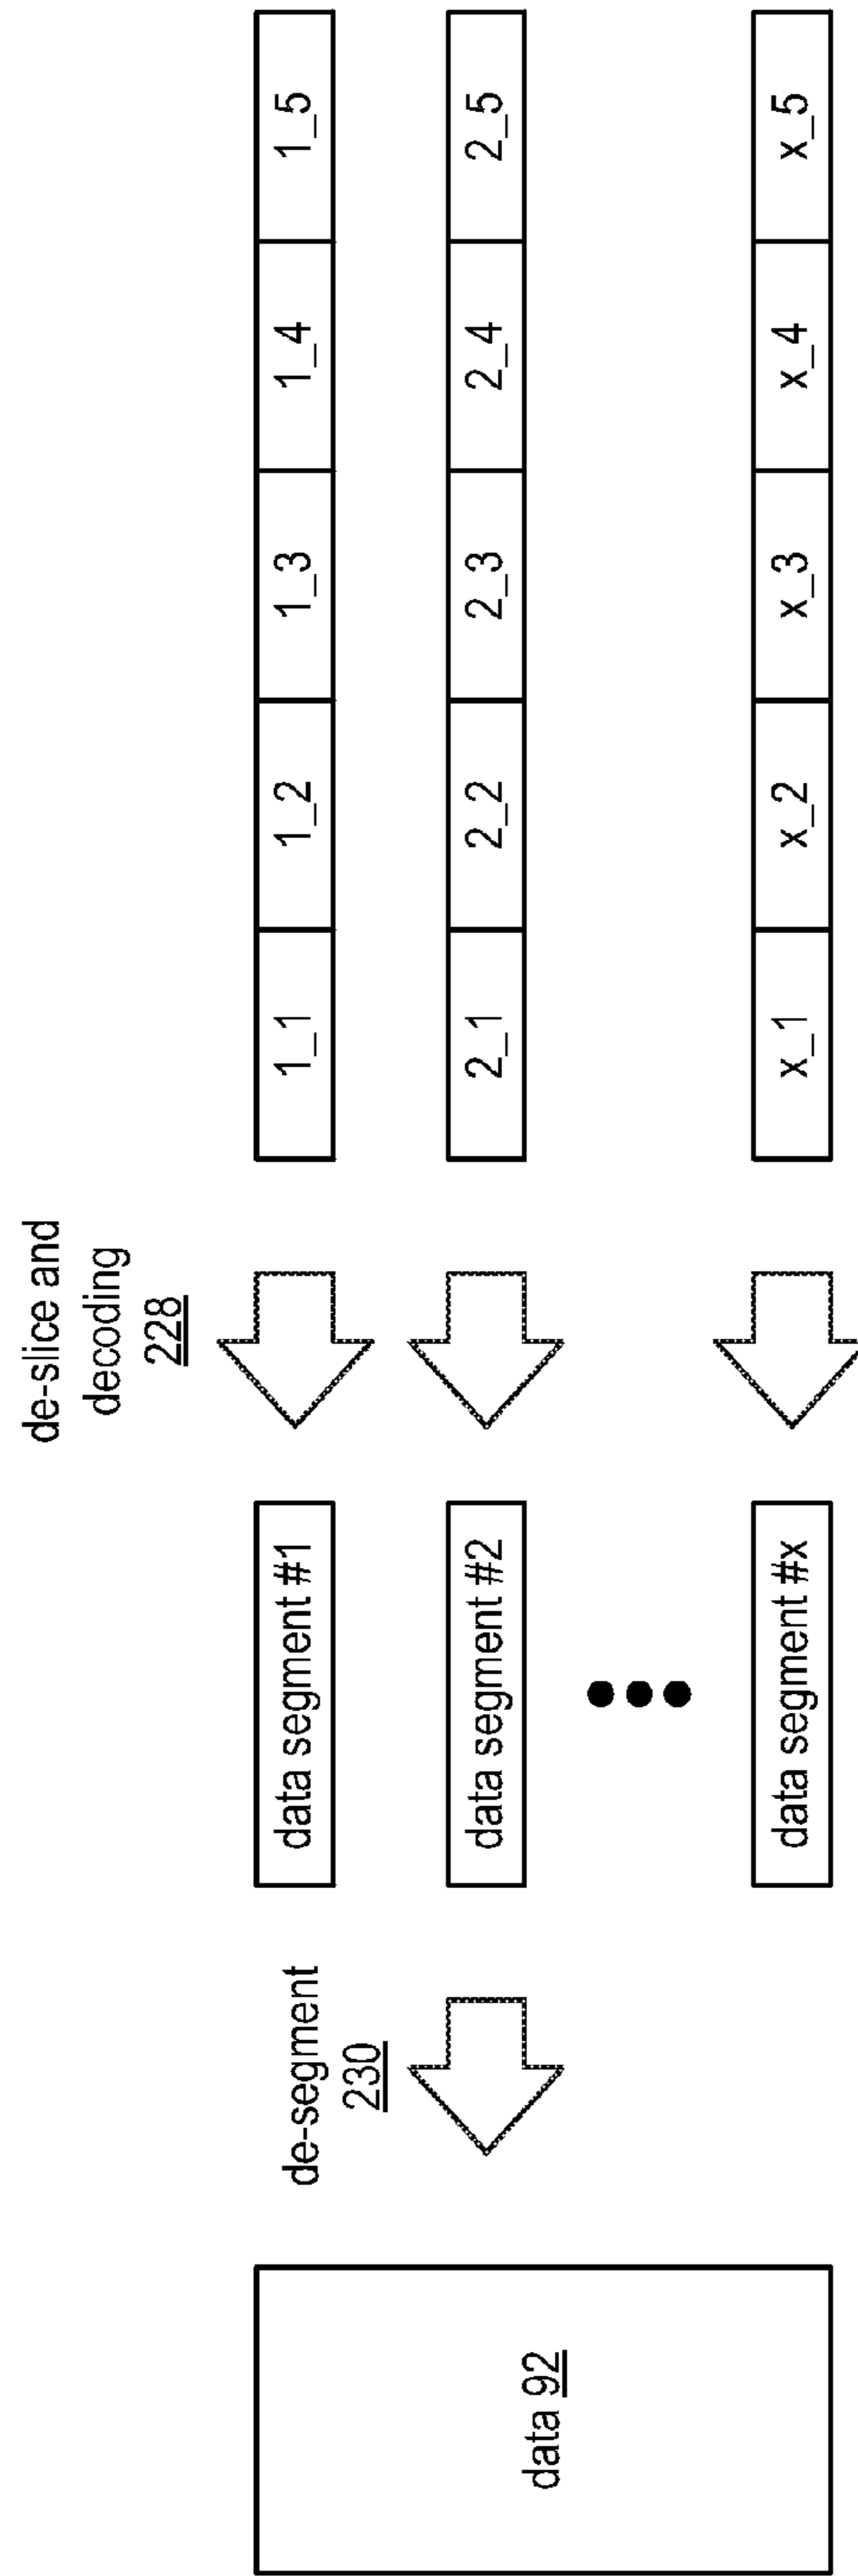 de-slice and
decoding
228
de-segment
230
data 92
data segment #1
1_1
1_2
1_3
1_4
1_5
data segment #2
2_1
2_2
2_3
2_4
2_5
data segment #x
x_1
x_2
x_3
x_4
x_5